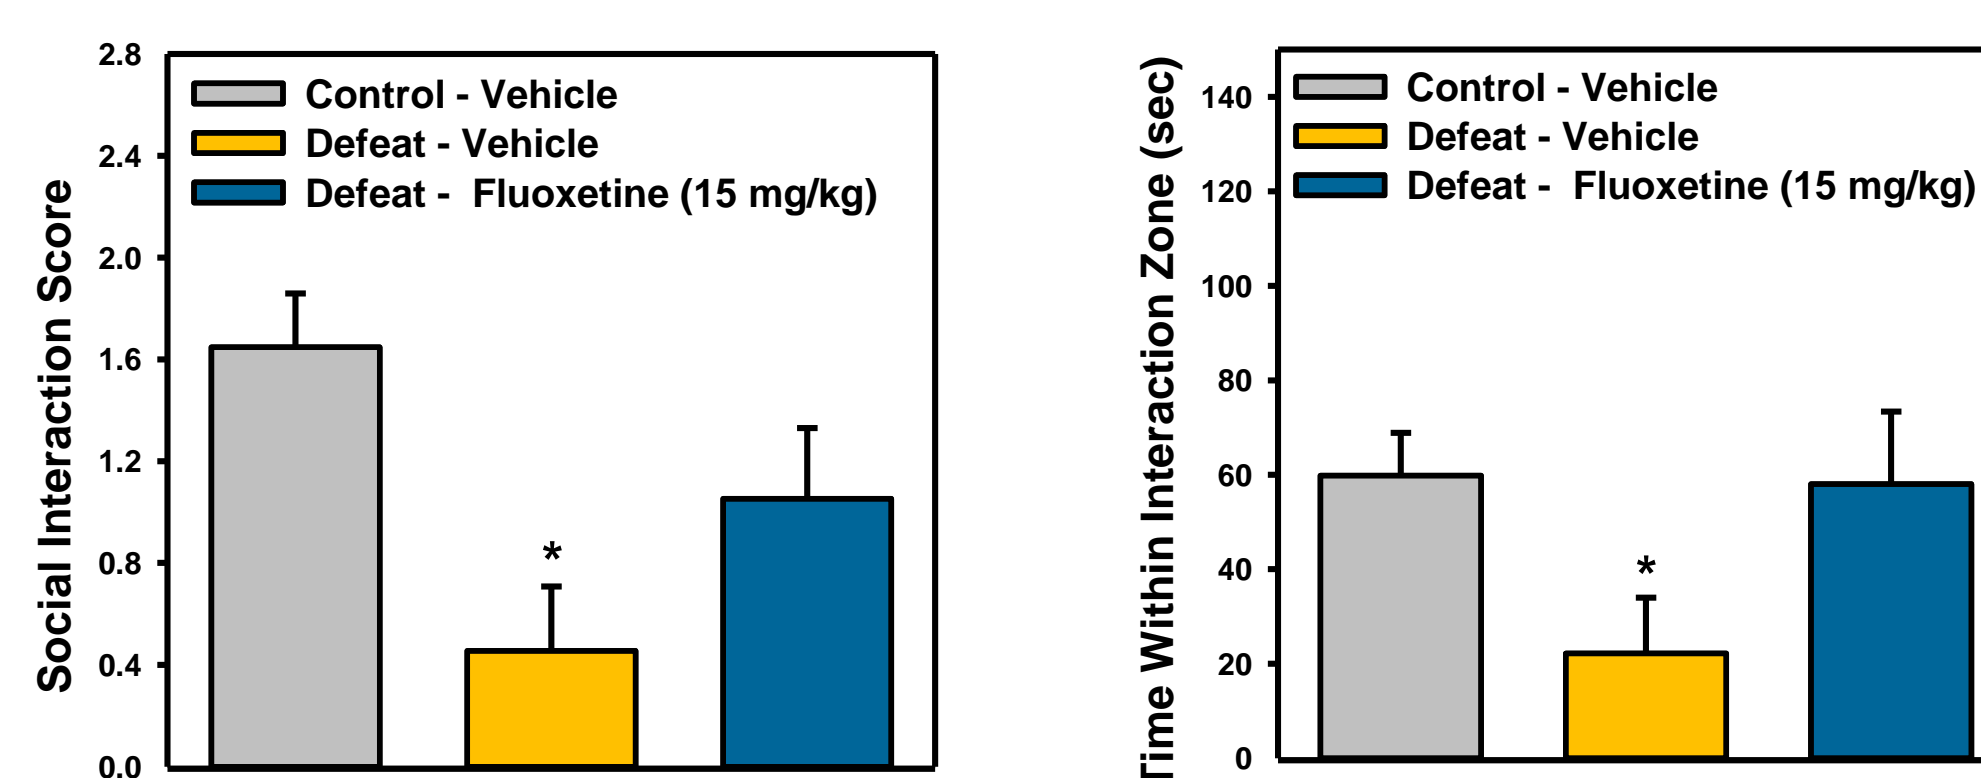 Social Interaction Score
2.8
2.4
2.0
1.6
1.2
0.8
0.4
0.0
Control - Vehicle
Defeat - Vehicle
Defeat -  Fluoxetine (15 mg/kg)
*
Time Within Interaction Zone (sec)
140
120
100
80
60
40
20
0
Control - Vehicle
Defeat - Vehicle
Defeat -  Fluoxetine (15 mg/kg)
*